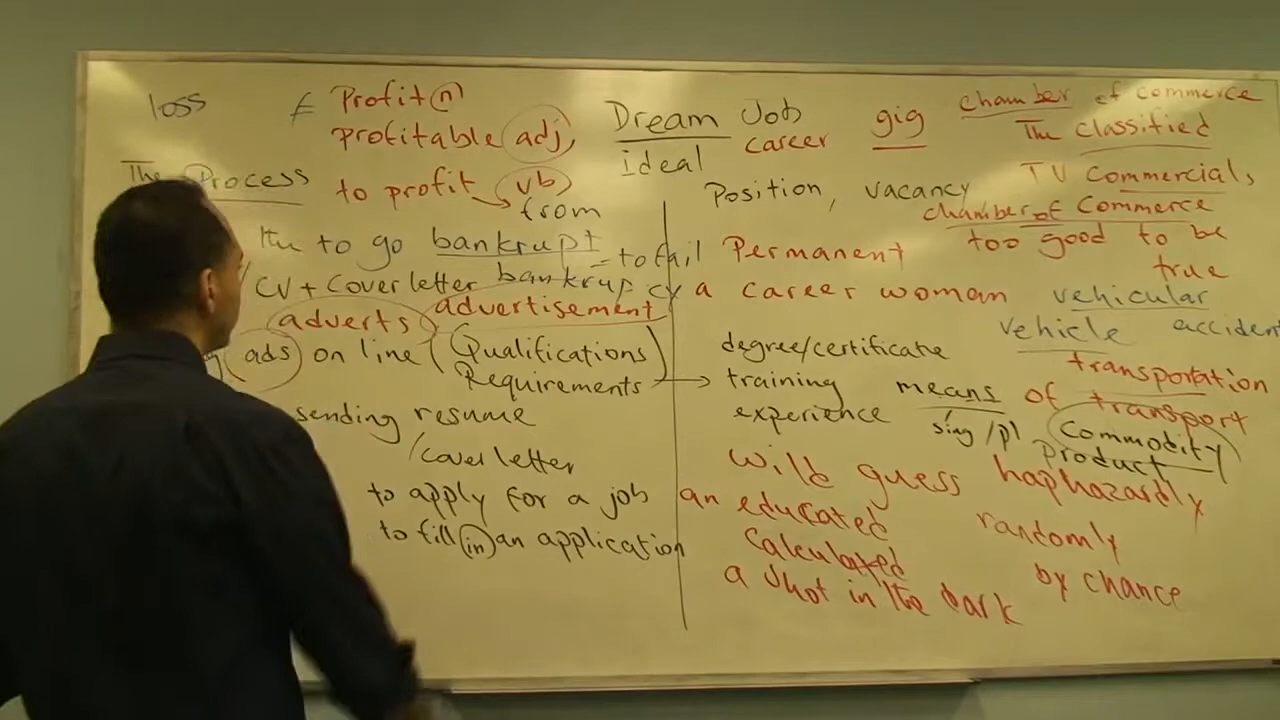 loss ≠ Profit (n)
profitable (adj)
to profit (vb)
from
Dream Job
ideal career gig
chamber of commerce
The classified
TV commercials
Position, vacancy
chamber of Commerce
too good to be
true
The Process
to go bankrupt = to fail
bankrupcy
CV + Cover letter
adverts advertisement
ads on line (Qualifications
Requirements) →
sending resume
/cover letter
to apply for a job
to fill (in) an application
Permanent
a career woman
vehicular
vehicle accident
degree/certificate
training
experience
transportation
means of transport
sing/pl
Commodity
Product
wild guess haphazardly
an educated randomly
calculated
by chance
a shot in the dark